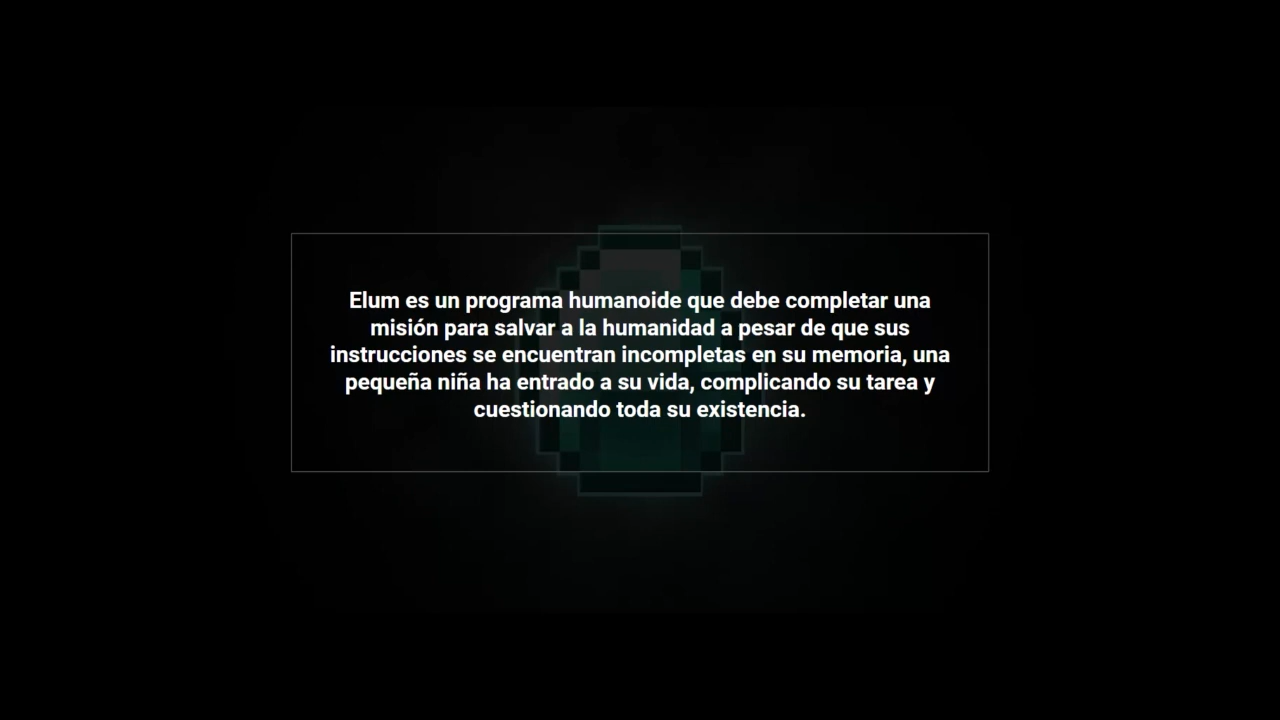 Elum es un programa humanoide que debe completar una
misión para salvar a la humanidad a pesar de que sus
instrucciones se encuentran incompletas en su memoria, una
pequeña niña ha entrado a su vida, complicando su tarea y
cuestionando toda su existencia.